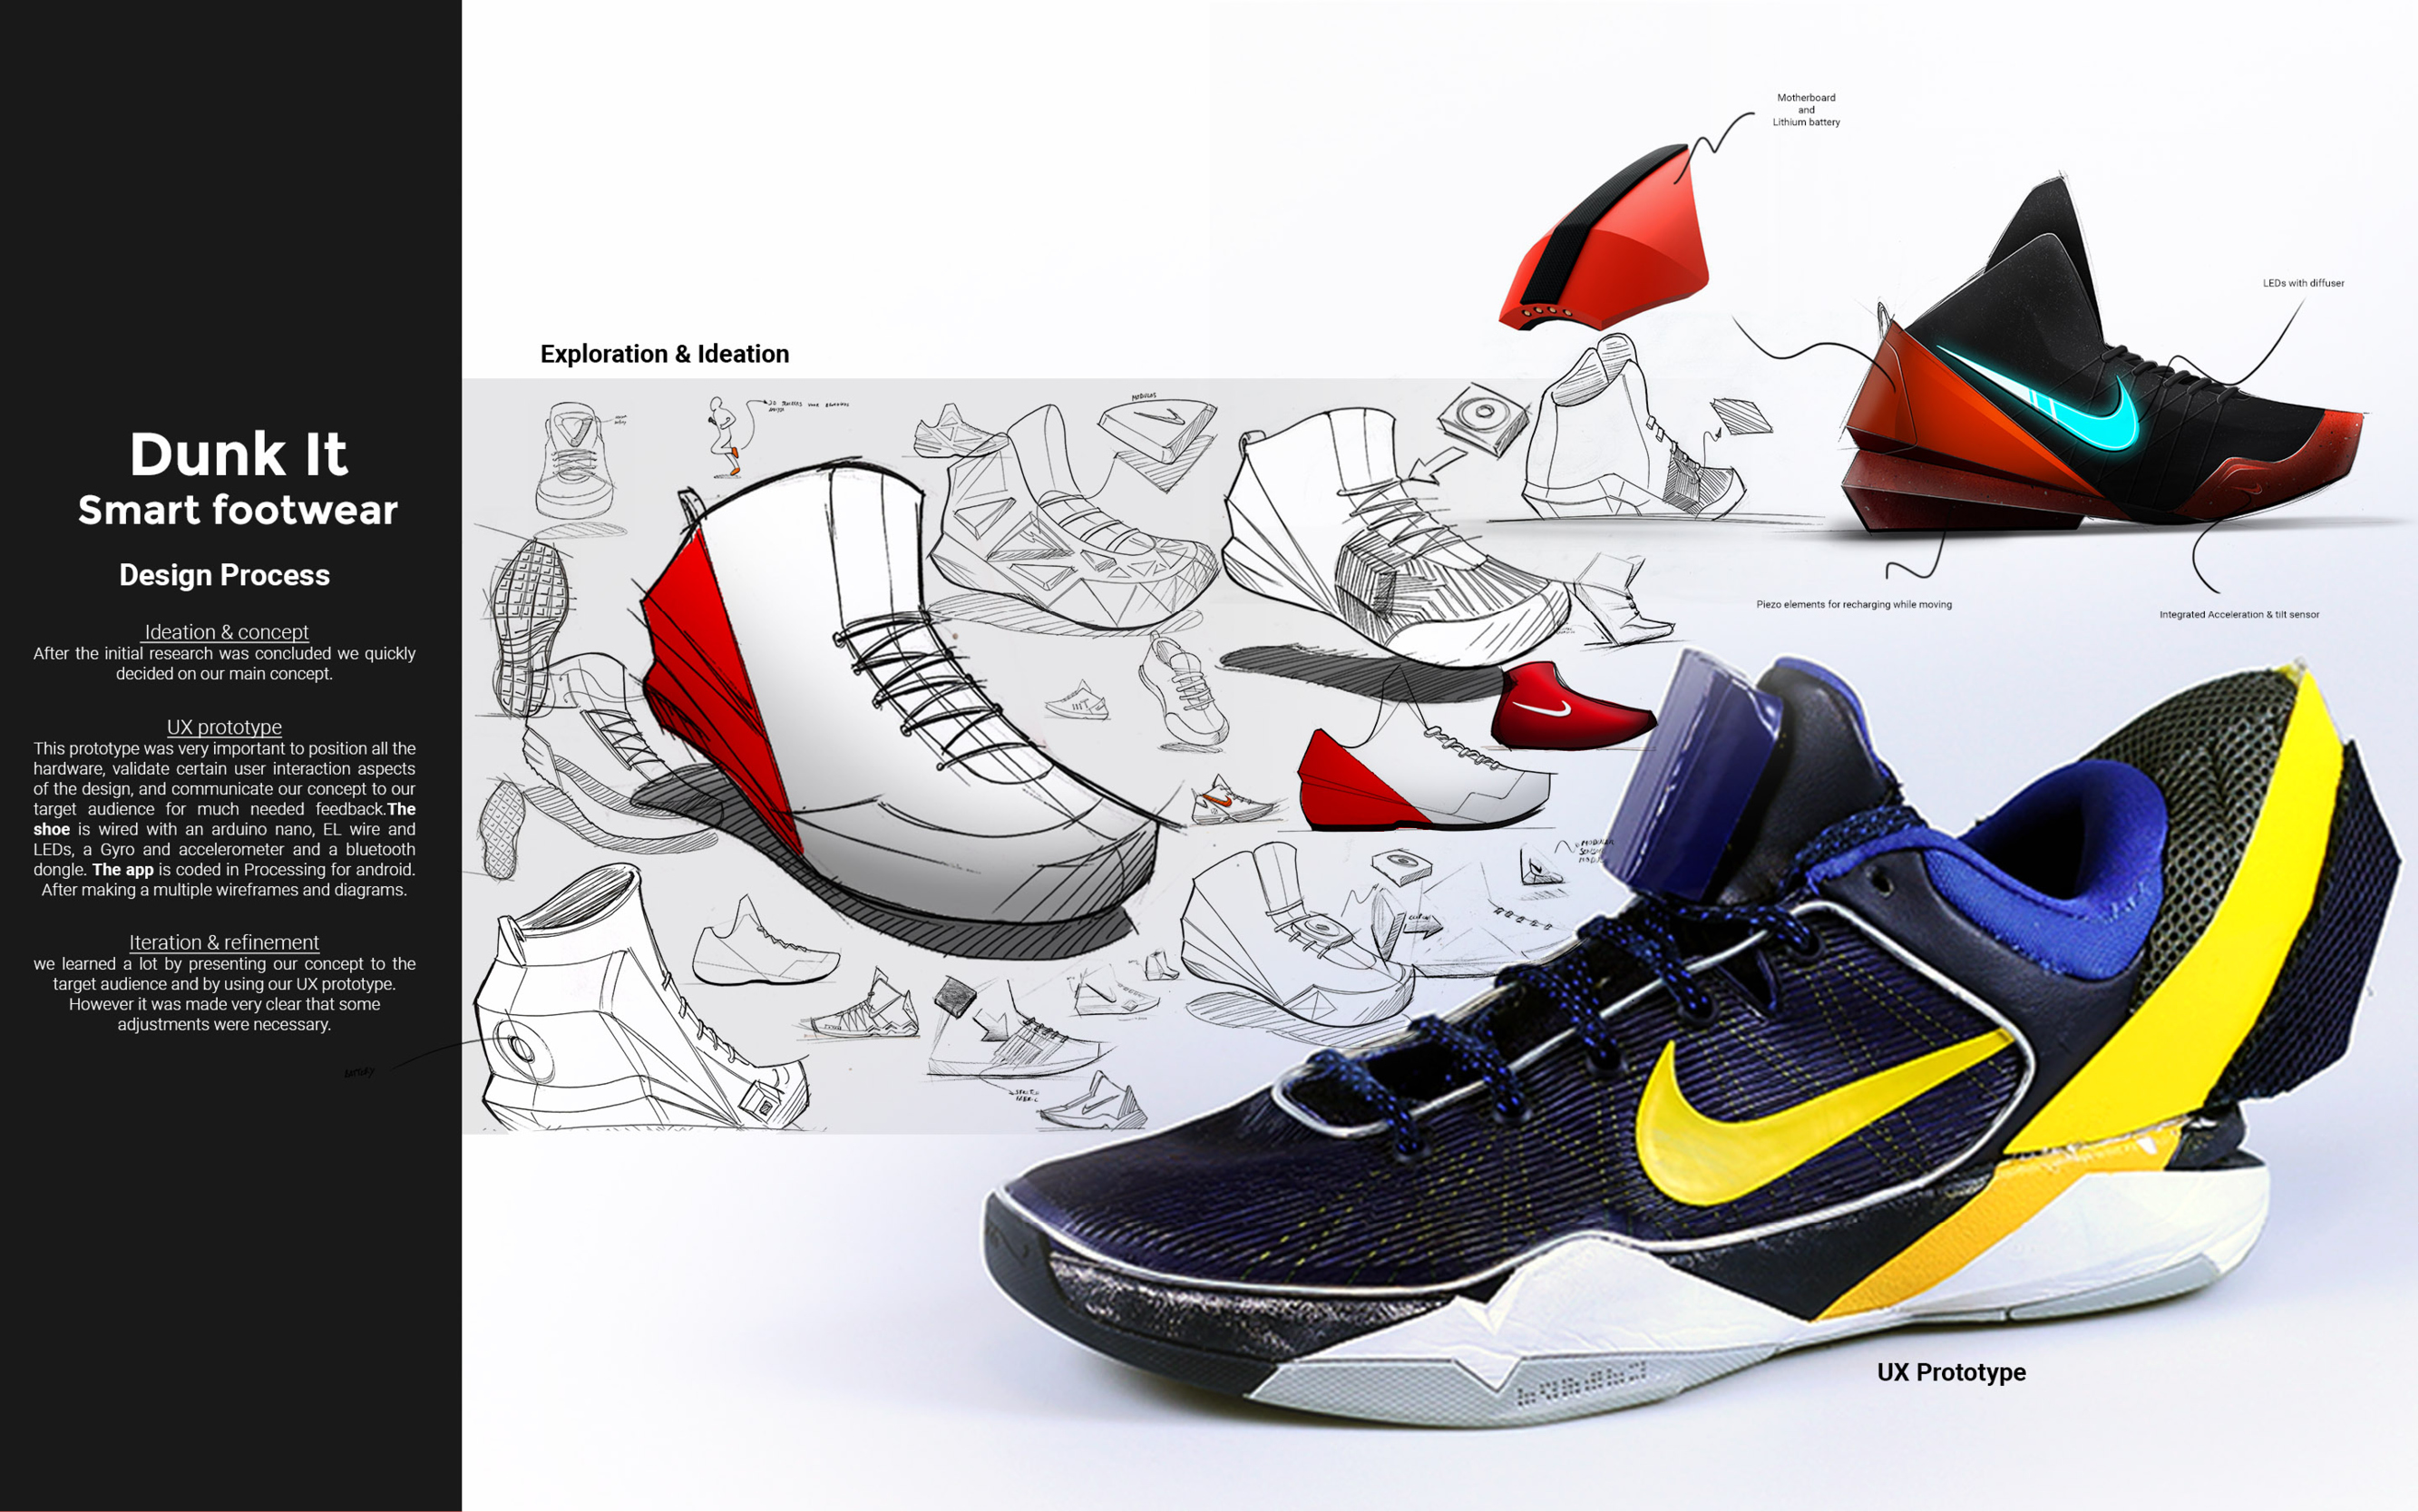 Dunk It
Smart footwear
Design Process
Ideation & concept
After the initial research was concluded we quickly
decided on our main concept.
UX prototype
This prototype was very important to position all the
hardware, validate certain user interaction aspects
of the design, and communicate our concept to our
target audience for much needed feedback.The
shoe is wired with an arduino nano, EL wire and
LEDs, a Gyro and accelerometer and a bluetooth
dongle. The app is coded in Processing for android.
After making a multiple wireframes and diagrams.
Iteration & refinement
we learned a lot by presenting our concept to the
target audience and by using our UX prototype.
However it was made very clear that some
adjustments were necessary.
BATTERY
Exploration & Ideation
Motherboard
and
Lithium battery
LEDs with diffuser
Piezo elements for recharging while moving
Integrated Acceleration & tilt sensor
UX Prototype